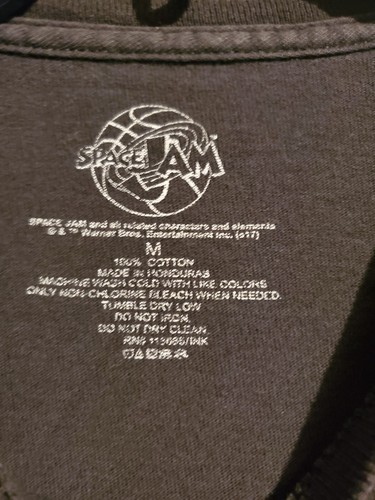 SPACE JAM
SPACE JAM and all related characters and elements
© & ™ Warner Bros. Entertainment Inc. (s17)
M
100% COTTON
MADE IN HONDURAS
MACHINE WASH COLD WITH LIKE COLORS
ONLY NON-CHLORINE BLEACH WHEN NEEDED.
TUMBLE DRY LOW
DO NOT IRON.
DO NOT DRY CLEAN.
RN#